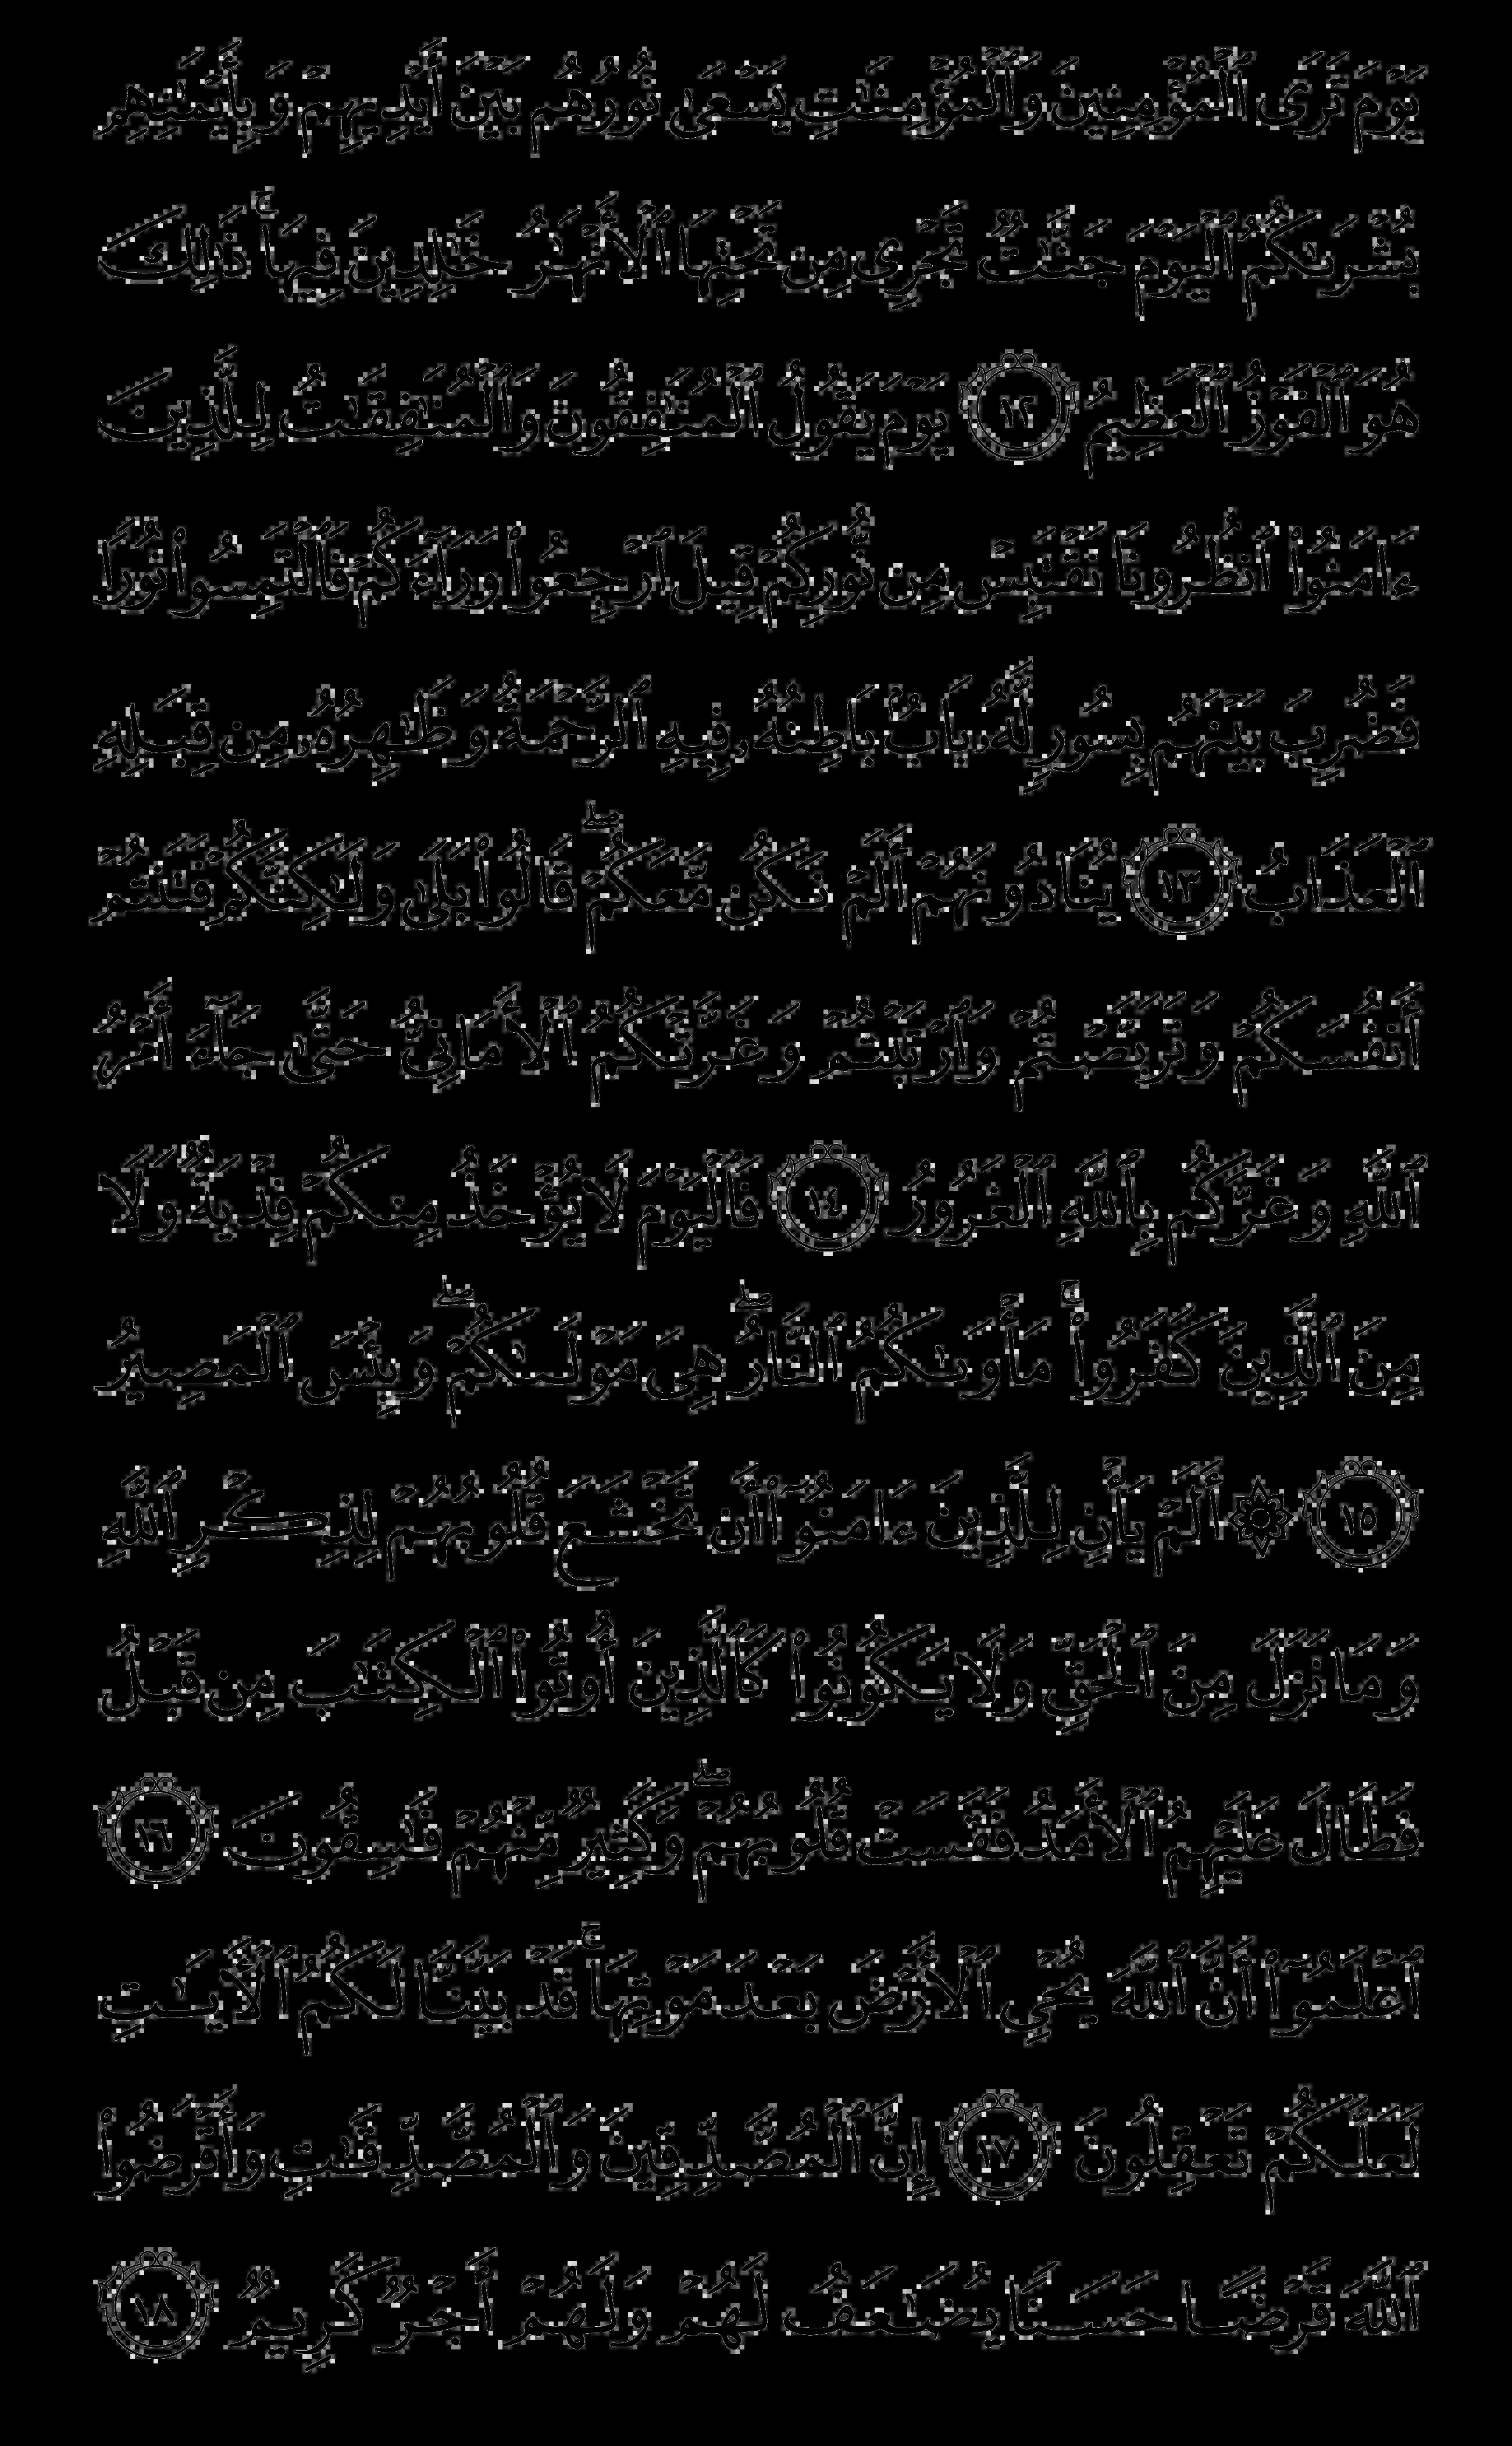 يَوْمَ تَرَى ٱلْمُؤْمِنِينَ وَٱلْمُؤْمِنَٰتِ يَسْعَىٰ نُورُهُم بَيْنَ أَيْدِيهِمْ وَبِأَيْمَٰنِهِم
بُشْرَىٰكُمُ ٱلْيَوْمَ جَنَّٰتٌ تَجْرِى مِن تَحْتِهَا ٱلْأَنْهَٰرُ خَٰلِدِينَ فِيهَا ۚ ذَٰلِكَ
هُوَ ٱلْفَوْزُ ٱلْعَظِيمُ ١٢ يَوْمَ يَقُولُ ٱلْمُنَٰفِقُونَ وَٱلْمُنَٰفِقَٰتُ لِلَّذِينَ
ءَامَنُوا۟ ٱنظُرُونَا نَقْتَبِسْ مِن نُّورِكُمْ قِيلَ ٱرْجِعُوا۟ وَرَآءَكُمْ فَٱلْتَمِسُوا۟ نُورًا
فَضُرِبَ بَيْنَهُم بِسُورٍ لَّهُۥ بَابٌۢ بَاطِنُهُۥ فِيهِ ٱلرَّحْمَةُ وَظَٰهِرُهُۥ مِن قِبَلِهِ
ٱلْعَذَابُ ١٣ يُنَادُونَهُمْ أَلَمْ نَكُن مَّعَكُمْ ۖ قَالُوا۟ بَلَىٰ وَلَٰكِنَّكُمْ فَتَنتُمْ
أَنفُسَكُمْ وَتَرَبَّصْتُمْ وَٱرْتَبْتُمْ وَغَرَّتْكُمُ ٱلْأَمَانِىُّ حَتَّىٰ جَآءَ أَمْرُ
ٱللَّهِ وَغَرَّكُم بِٱللَّهِ ٱلْغَرُورُ ١٤ فَٱلْيَوْمَ لَا يُؤْخَذُ مِنكُمْ فِدْيَةٌ وَلَا
مِنَ ٱلَّذِينَ كَفَرُوا۟ ۚ مَأْوَىٰكُمُ ٱلنَّارُ ۖ هِىَ مَوْلَىٰكُمْ ۖ وَبِئْسَ ٱلْمَصِيرُ
١٥ ۞ أَلَمْ يَأْنِ لِلَّذِينَ ءَامَنُوٓا۟ أَن تَخْشَعَ قُلُوبُهُمْ لِذِكْرِ ٱللَّهِ
وَمَا نَزَلَ مِنَ ٱلْحَقِّ وَلَا يَكُونُوا۟ كَٱلَّذِينَ أُوتُوا۟ ٱلْكِتَٰبَ مِن قَبْلُ
فَطَالَ عَلَيْهِمُ ٱلْأَمَدُ فَقَسَتْ قُلُوبُهُمْ ۖ وَكَثِيرٌ مِّنْهُمْ فَٰسِقُونَ ١٦
ٱعْلَمُوٓا۟ أَنَّ ٱللَّهَ يُحْىِ ٱلْأَرْضَ بَعْدَ مَوْتِهَا ۚ قَدْ بَيَّنَّا لَكُمُ ٱلْءَايَٰتِ
لَعَلَّكُمْ تَعْقِلُونَ ١٧ إِنَّ ٱلْمُصَّدِّقِينَ وَٱلْمُصَّدِّقَٰتِ وَأَقْرَضُوا۟
ٱللَّهَ قَرْضًا حَسَنًا يُضَٰعَفُ لَهُمْ وَلَهُمْ أَجْرٌ كَرِيمٌ ١٨